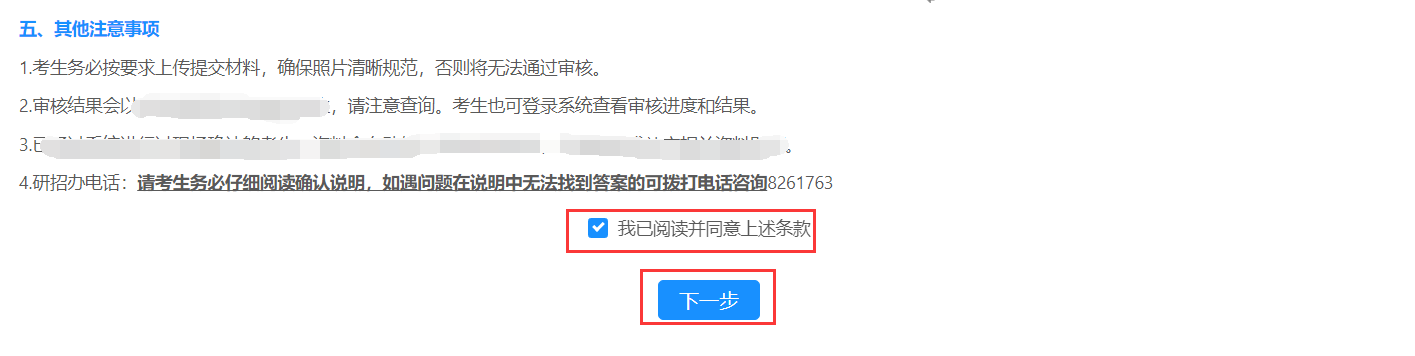 五、其他注意事项
1.考生务必按要求上传提交材料，确保照片清晰规范，否则将无法通过审核。
2.审核结果会以，请注意查询。考生也可登录系统查看审核进度和结果。
3.
4.研招办电话：请考生务必仔细阅读确认说明，如遇问题在说明中无法找到答案的可拨打电话咨询8261763
我已阅读并同意上述条款
下一步